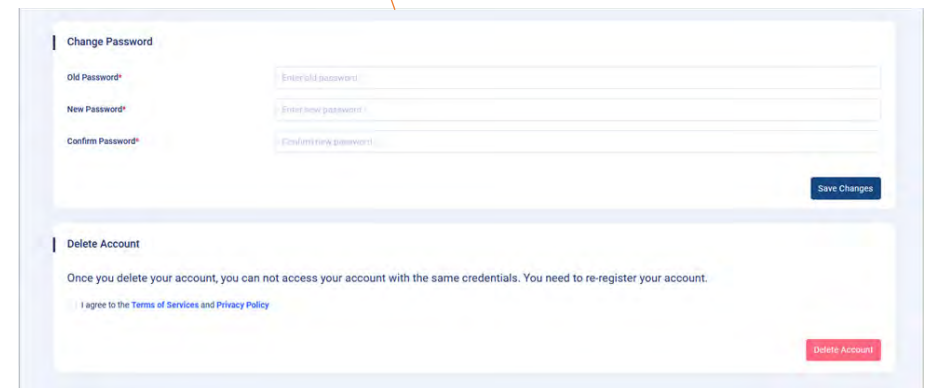 Change Password
Old Password*
Enter old password
New Password*
Enter new password
Confirm Password*
Confirm new password
Save Changes
Delete Account
Once you delete your account, you can not access your account with the same credentials. You need to re-register your account.
I agree to the Terms of Services and Privacy Policy
Delete Account